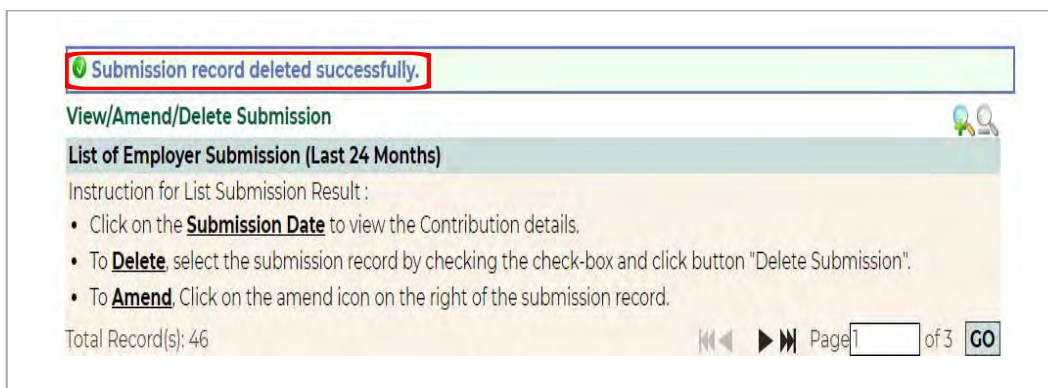 Submission record deleted successfully.
View/Amend/Delete Submission
List of Employer Submission (Last 24 Months)
Instruction for List Submission Result :
• Click on the Submission Date to view the Contribution details.
• To Delete, select the submission record by checking the check-box and click button "Delete Submission".
• To Amend, Click on the amend icon on the right of the submission record.
Total Record(s): 46 Page 1 of 3 GO